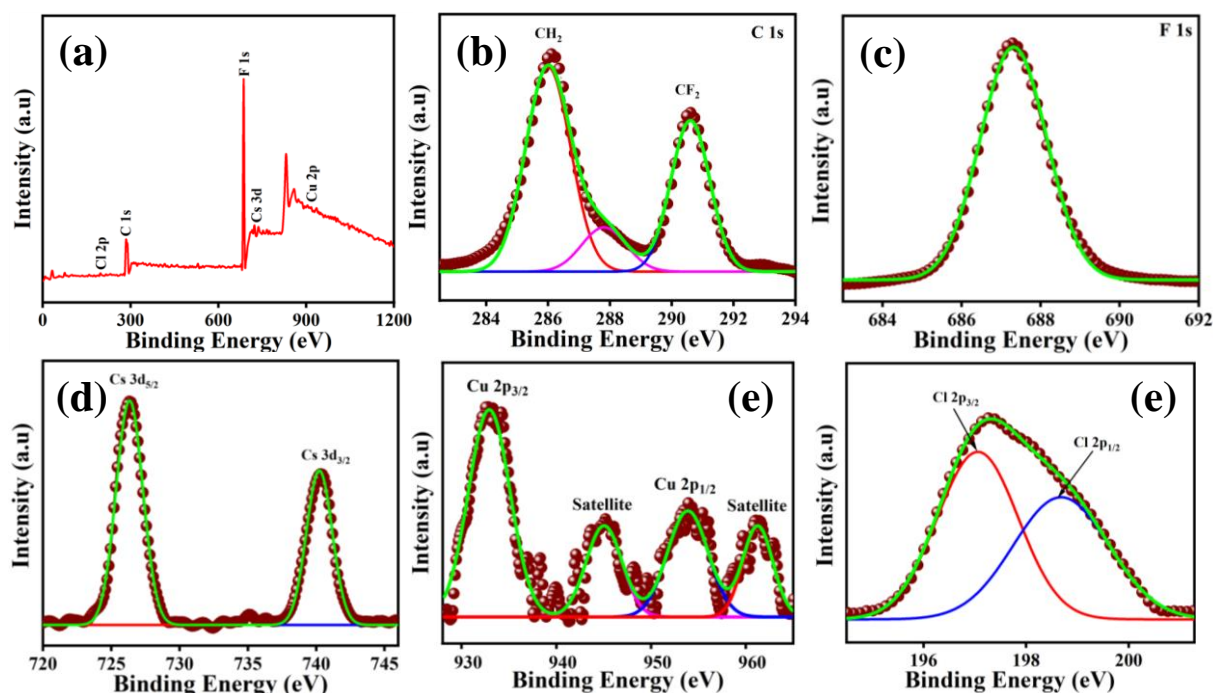 (a)
Intensity (a.u)
Cl 2p
C 1s
F 1s
Cs 3d
Cu 2p
0 300 600 900 1200
Binding Energy (eV)
(b)
C 1s
CH₂
CF₂
Intensity (a.u)
284 286 288 290 292 294
Binding Energy (eV)
(c)
F 1s
Intensity (a.u)
684 686 688 690 692
Binding Energy (eV)
(d)
Cs 3d₅/₂
Cs 3d₃/₂
Intensity (a.u)
720 725 730 735 740 745
Binding Energy (eV)
(e)
Cu 2p₃/₂
Satellite
Cu 2p₁/₂
Satellite
Intensity (a.u)
930 940 950 960
Binding Energy (eV)
(e)
Cl 2p₃/₂
Cl 2p₁/₂
Intensity (a.u)
196 198 200
Binding Energy (eV)